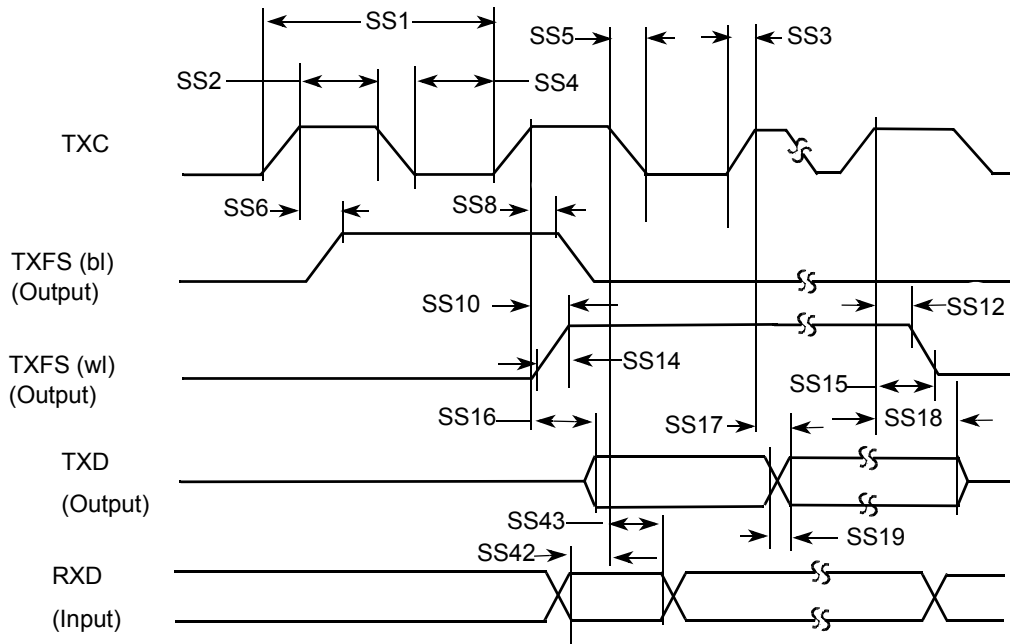 SS1
SS5
SS3
SS2
SS4
TXC
SS6
SS8
TXFS (bl)
(Output)
SS10
SS12
TXFS (wl)
(Output)
SS14
SS15
SS16
SS17
SS18
TXD
(Output)
SS43
SS19
SS42
RXD
(Input)